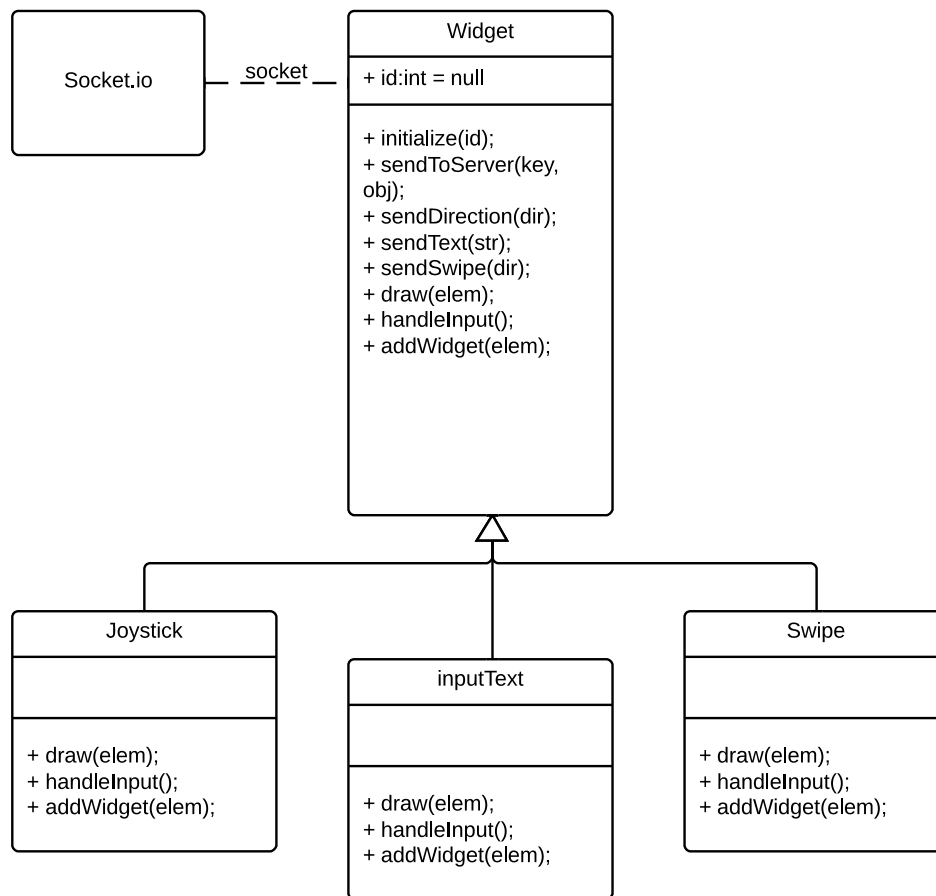 Socket.io
socket
Widget
+ id:int = null
+ initialize(id);
+ sendToServer(key,
obj);
+ sendDirection(dir);
+ sendText(str);
+ sendSwipe(dir);
+ draw(elem);
+ handleInput();
+ addWidget(elem);
Joystick
+ draw(elem);
+ handleInput();
+ addWidget(elem);
inputText
+ draw(elem);
+ handleInput();
+ addWidget(elem);
Swipe
+ draw(elem);
+ handleInput();
+ addWidget(elem);